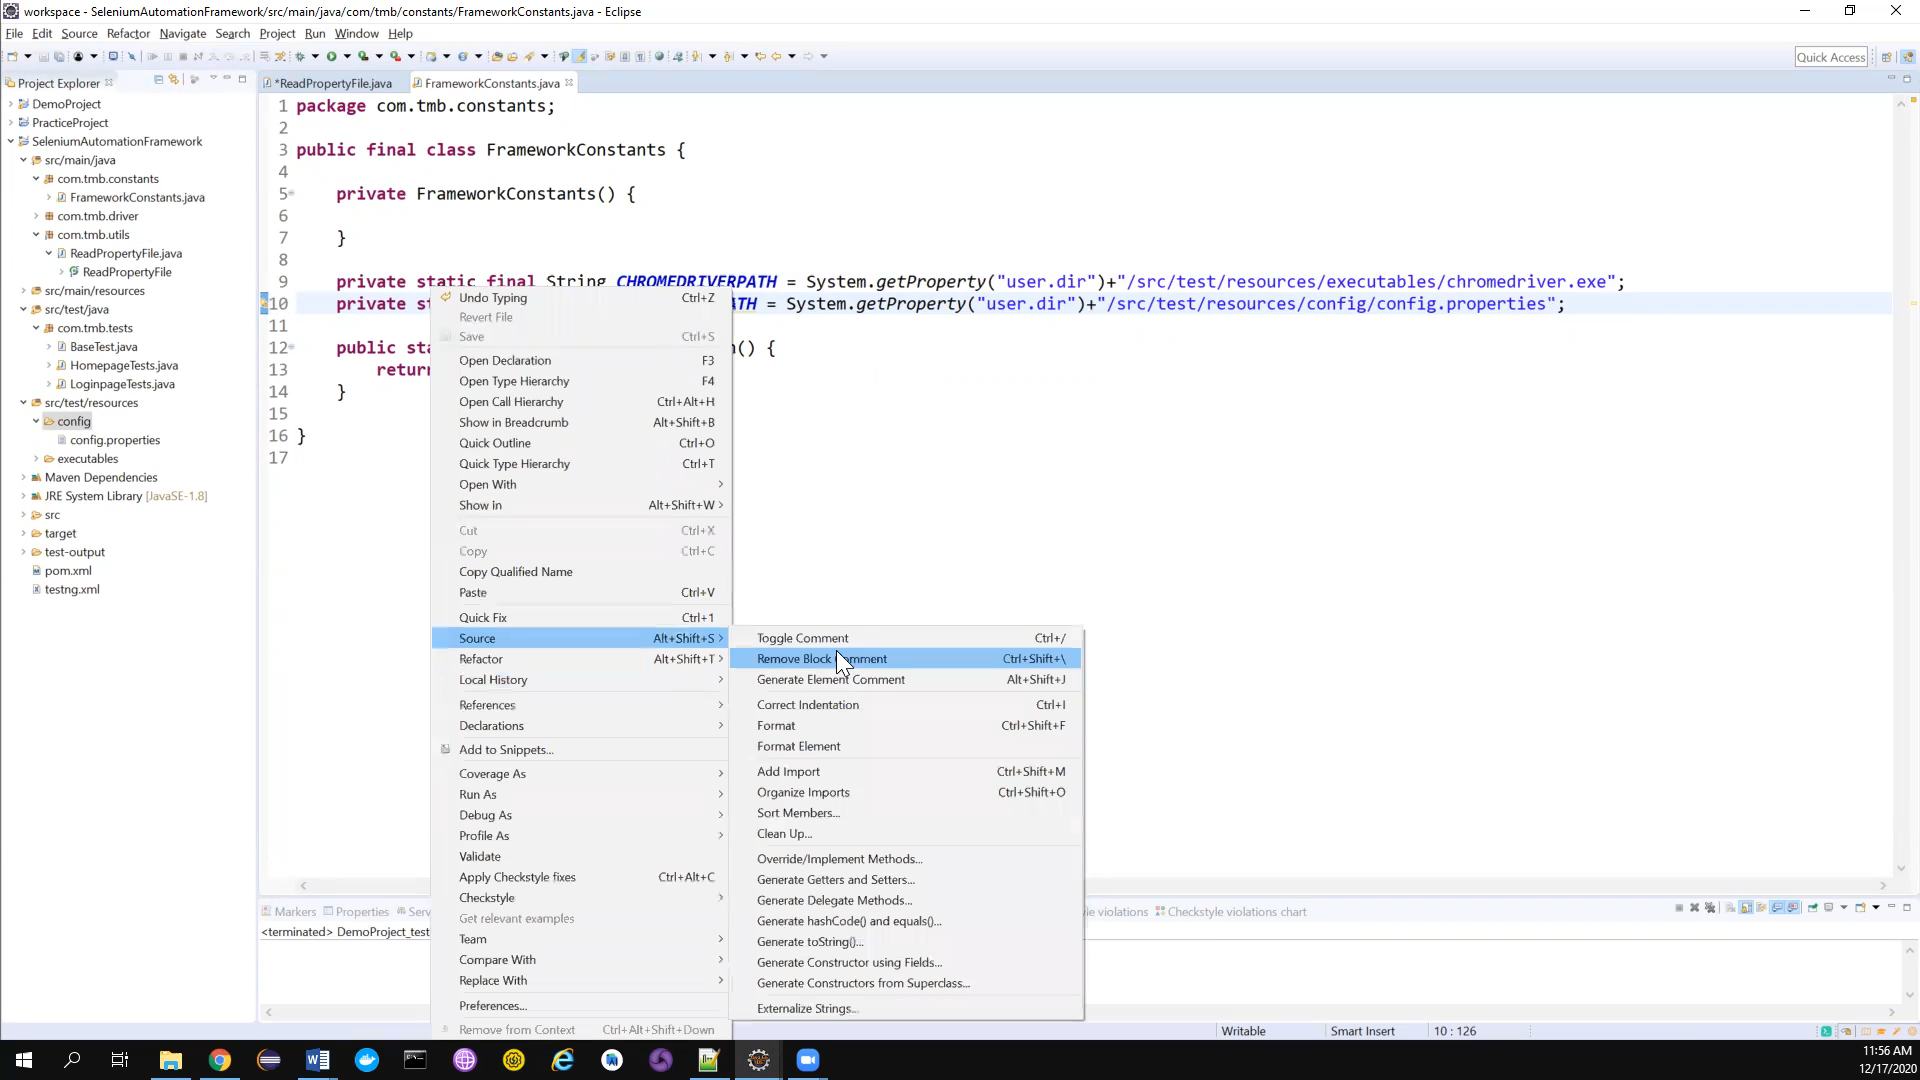 workspace - SeleniumAutomationFramework/src/main/java/com/tmb/constants/FrameworkConstants.java - Eclipse
File Edit Source Refactor Navigate Search Project Run Window Help
Quick Access
Project Explorer
*ReadPropertyFile.java
FrameworkConstants.java
DemoProject
PracticeProject
SeleniumAutomationFramework
src/main/java
com.tmb.constants
FrameworkConstants.java
com.tmb.driver
com.tmb.utils
ReadPropertyFile.java
ReadPropertyFile
src/main/resources
src/test/java
com.tmb.tests
BaseTest.java
HomepageTests.java
LoginpageTests.java
src/test/resources
config
config.properties
executables
Maven Dependencies
JRE System Library [JavaSE-1.8]
src
target
test-output
pom.xml
testng.xml
1 package com.tmb.constants;
2
3 public final class FrameworkConstants {
4
5 private FrameworkConstants() {
6
7 }
8
9 private static final String CHROMEDRIVERPATH = System.getProperty("user.dir")+"/src/test/resources/executables/chromedriver.exe";
10 private st PATH = System.getProperty("user.dir")+"/src/test/resources/config/config.properties";
11
12 public sta () {
13 retur
14 }
15
16 }
17
Undo Typing Ctrl+Z
Revert File
Save Ctrl+S
Open Declaration F3
Open Type Hierarchy F4
Open Call Hierarchy Ctrl+Alt+H
Show in Breadcrumb Alt+Shift+B
Quick Outline Ctrl+O
Quick Type Hierarchy Ctrl+T
Open With
Show In Alt+Shift+W
Cut Ctrl+X
Copy Ctrl+C
Copy Qualified Name
Paste Ctrl+V
Quick Fix Ctrl+1
Source Alt+Shift+S
Refactor Alt+Shift+T
Local History
References
Declarations
Add to Snippets...
Coverage As
Run As
Debug As
Profile As
Validate
Apply Checkstyle fixes Ctrl+Alt+C
Checkstyle
Get relevant examples
Team
Compare With
Replace With
Preferences...
Remove from Context Ctrl+Alt+Shift+Down
Toggle Comment Ctrl+/
Remove Block Comment Ctrl+Shift+\
Generate Element Comment Alt+Shift+J
Correct Indentation Ctrl+I
Format Ctrl+Shift+F
Format Element
Add Import Ctrl+Shift+M
Organize Imports Ctrl+Shift+O
Sort Members...
Clean Up...
Override/Implement Methods...
Generate Getters and Setters...
Generate Delegate Methods...
Generate hashCode() and equals()...
Generate toString()...
Generate Constructor using Fields...
Generate Constructors from Superclass...
Externalize Strings...
Markers Properties Serv le violations Checkstyle violations chart
<terminated> DemoProject_test
Writable Smart Insert 10 : 126
11:56 AM
12/17/2020